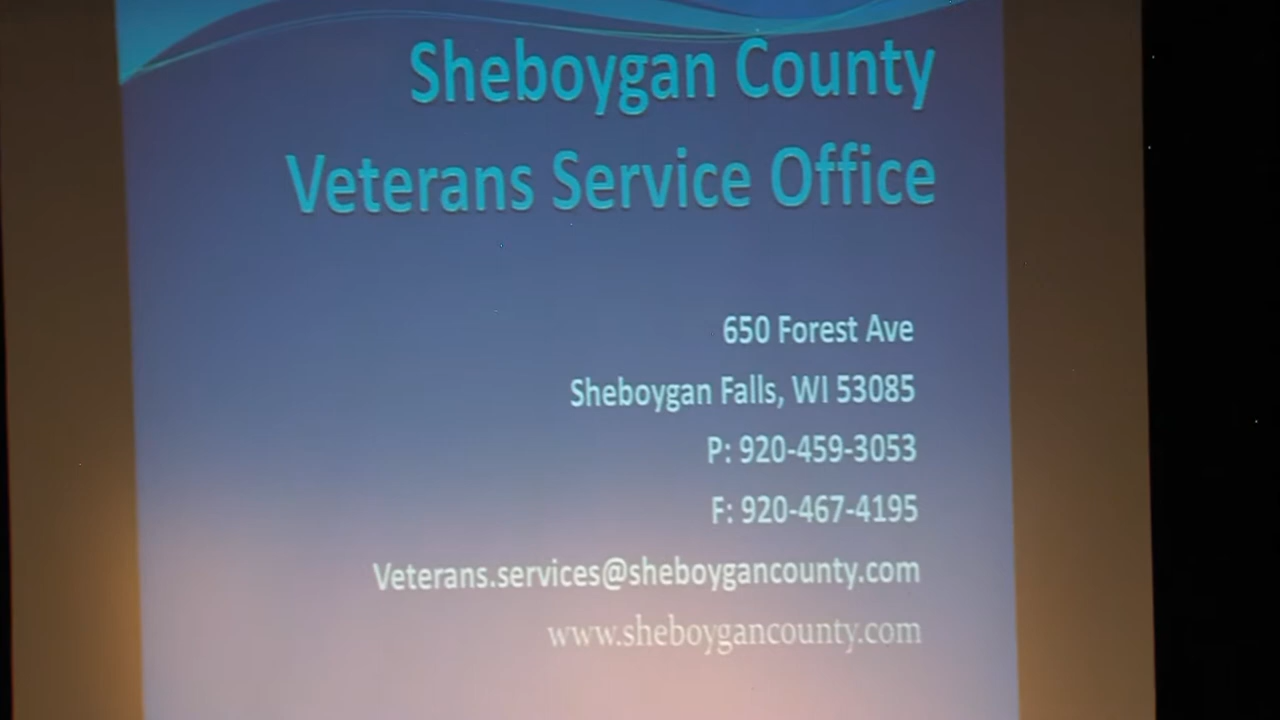 Sheboygan County
Veterans Service Office
650 Forest Ave
Sheboygan Falls, WI 53085
P: 920-459-3053
F: 920-467-4195
Veterans.services@sheboygancounty.com
www.sheboygancounty.com